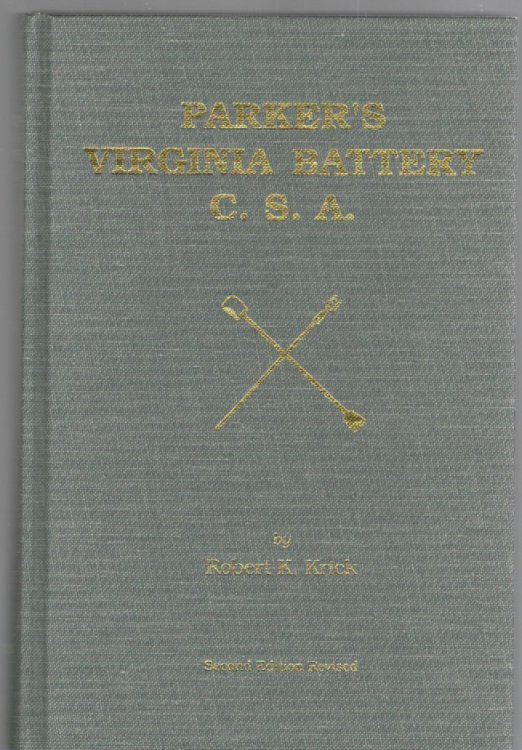 PARKER'S
VIRGINIA BATTERY
C. S. A.
by
Robert K. Krick
Second Edition Revised